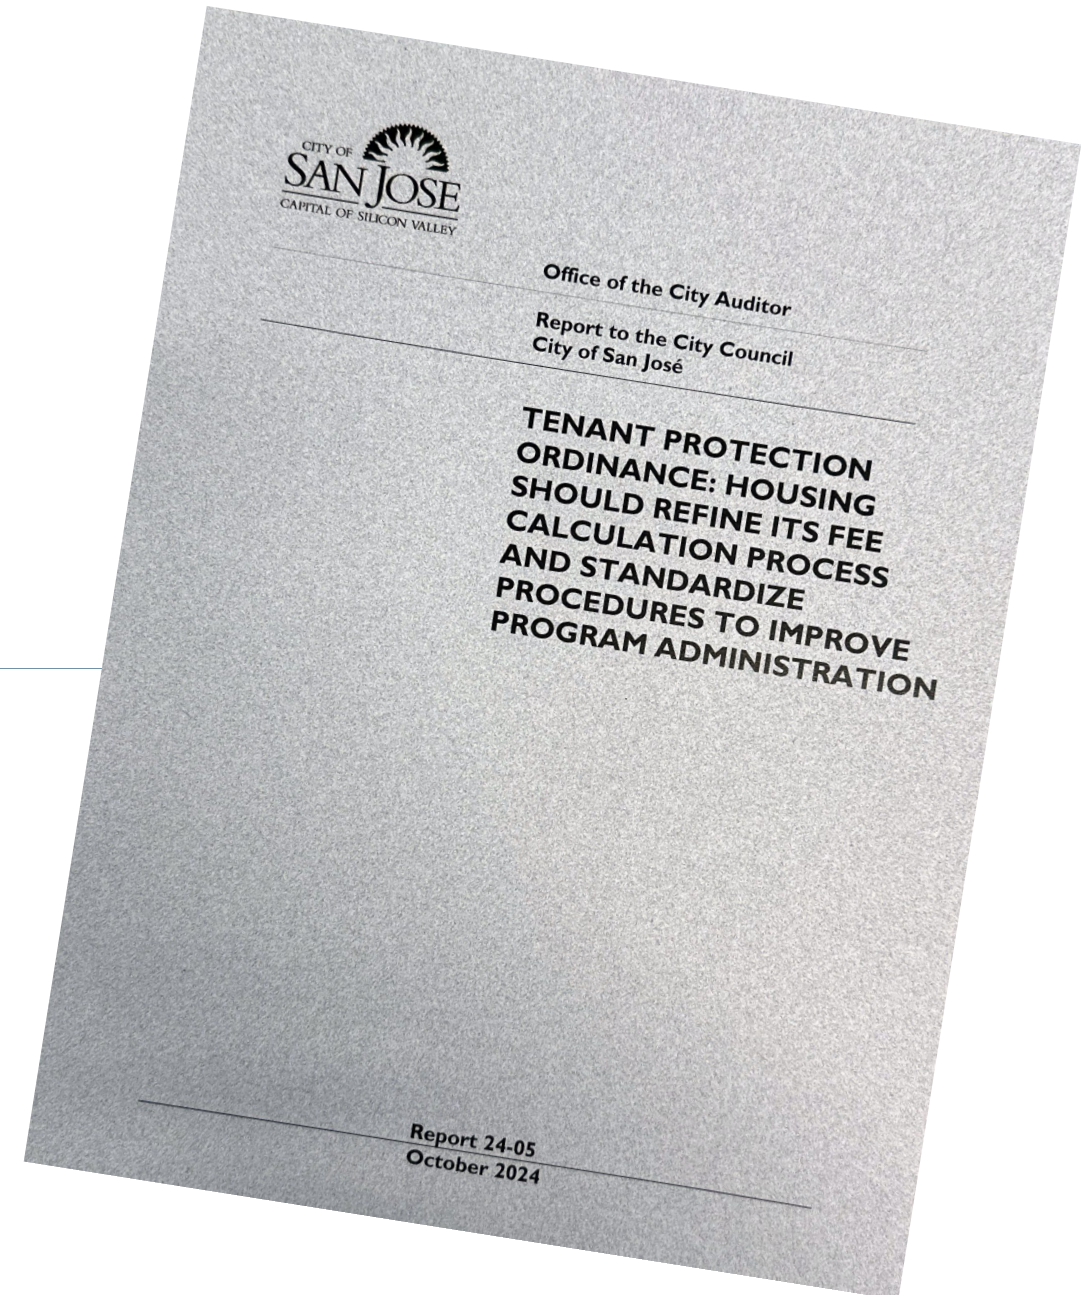 CITY OF
SAN JOSE
CAPITAL OF SILICON VALLEY
Office of the City Auditor
Report to the City Council
City of San José
TENANT PROTECTION
ORDINANCE: HOUSING
SHOULD REFINE ITS FEE
CALCULATION PROCESS
AND STANDARDIZE
PROCEDURES TO IMPROVE
PROGRAM ADMINISTRATION
Report 24-05
October 2024